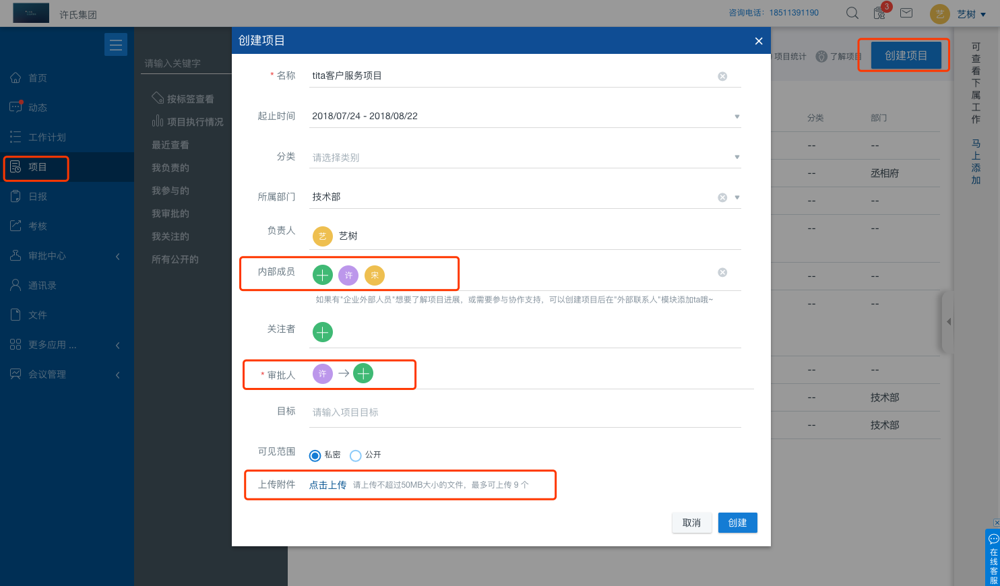 许氏集团
咨询电话：18511391190
3
艺
艺树
首页
动态
工作计划
项目
日报
考核
审批中心
通讯录
文件
更多应用 ...
会议管理
请输入关键字
按标签查看
项目执行情况
最近查看
我负责的
我参与的
我审批的
我关注的
所有公开的
项目统计
了解项目
创建项目
分类
部门
--
--
--
丞相府
--
--
--
--
--
--
--
--
--
--
--
技术部
--
技术部
可查看下属工作
马上添加
在线客服
创建项目
* 名称
tita客户服务项目
起止时间
2018/07/24 - 2018/08/22
分类
请选择类别
所属部门
技术部
负责人
艺
艺树
内部成员
许
宋
如果有"企业外部人员"想要了解项目进展，或需要参与协作支持，可以创建项目后在"外部联系人"模块添加ta哦~
关注者
* 审批人
许
目标
请输入项目目标
可见范围
私密
公开
上传附件
点击上传
请上传不超过50MB大小的文件，最多可上传 9 个
取消
创建